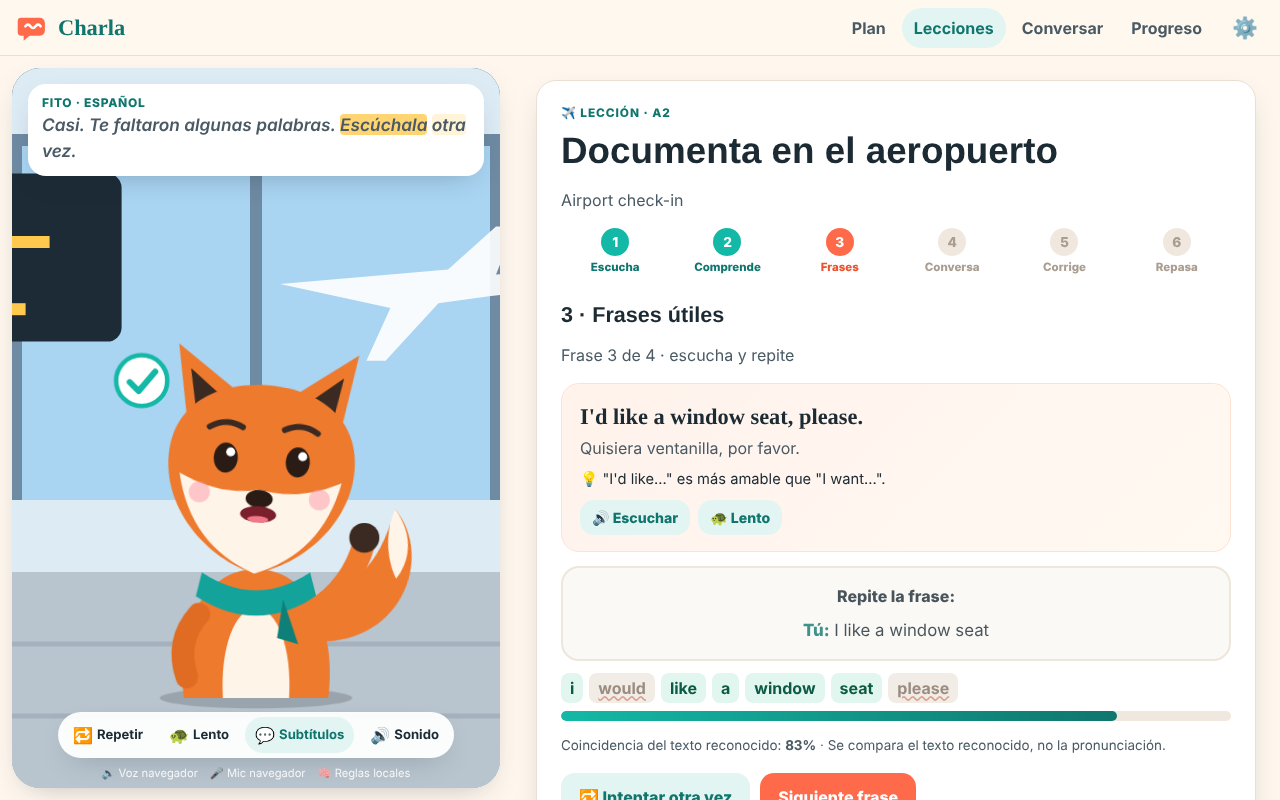 Charla
Plan
Lecciones
Conversar
Progreso
FITO · ESPAÑOL
Casi. Te faltaron algunas palabras. Escúchala otra
vez.
Repetir
Lento
Subtítulos
Sonido
Voz navegador
Mic navegador
Reglas locales
LECCIÓN · A2
Documenta en el aeropuerto
Airport check-in
1
2
3
4
5
6
Escucha
Comprende
Frases
Conversa
Corrige
Repasa
3 · Frases útiles
Frase 3 de 4 · escucha y repite
I'd like a window seat, please.
Quisiera ventanilla, por favor.
"I'd like…" es más amable que "I want…".
Escuchar
Lento
Repite la frase:
Tú: I like a window seat
i would like a window seat please
Coincidencia del texto reconocido: 83% · Se compara el texto reconocido, no la pronunciación.
Intentar otra vez
Siguiente frase